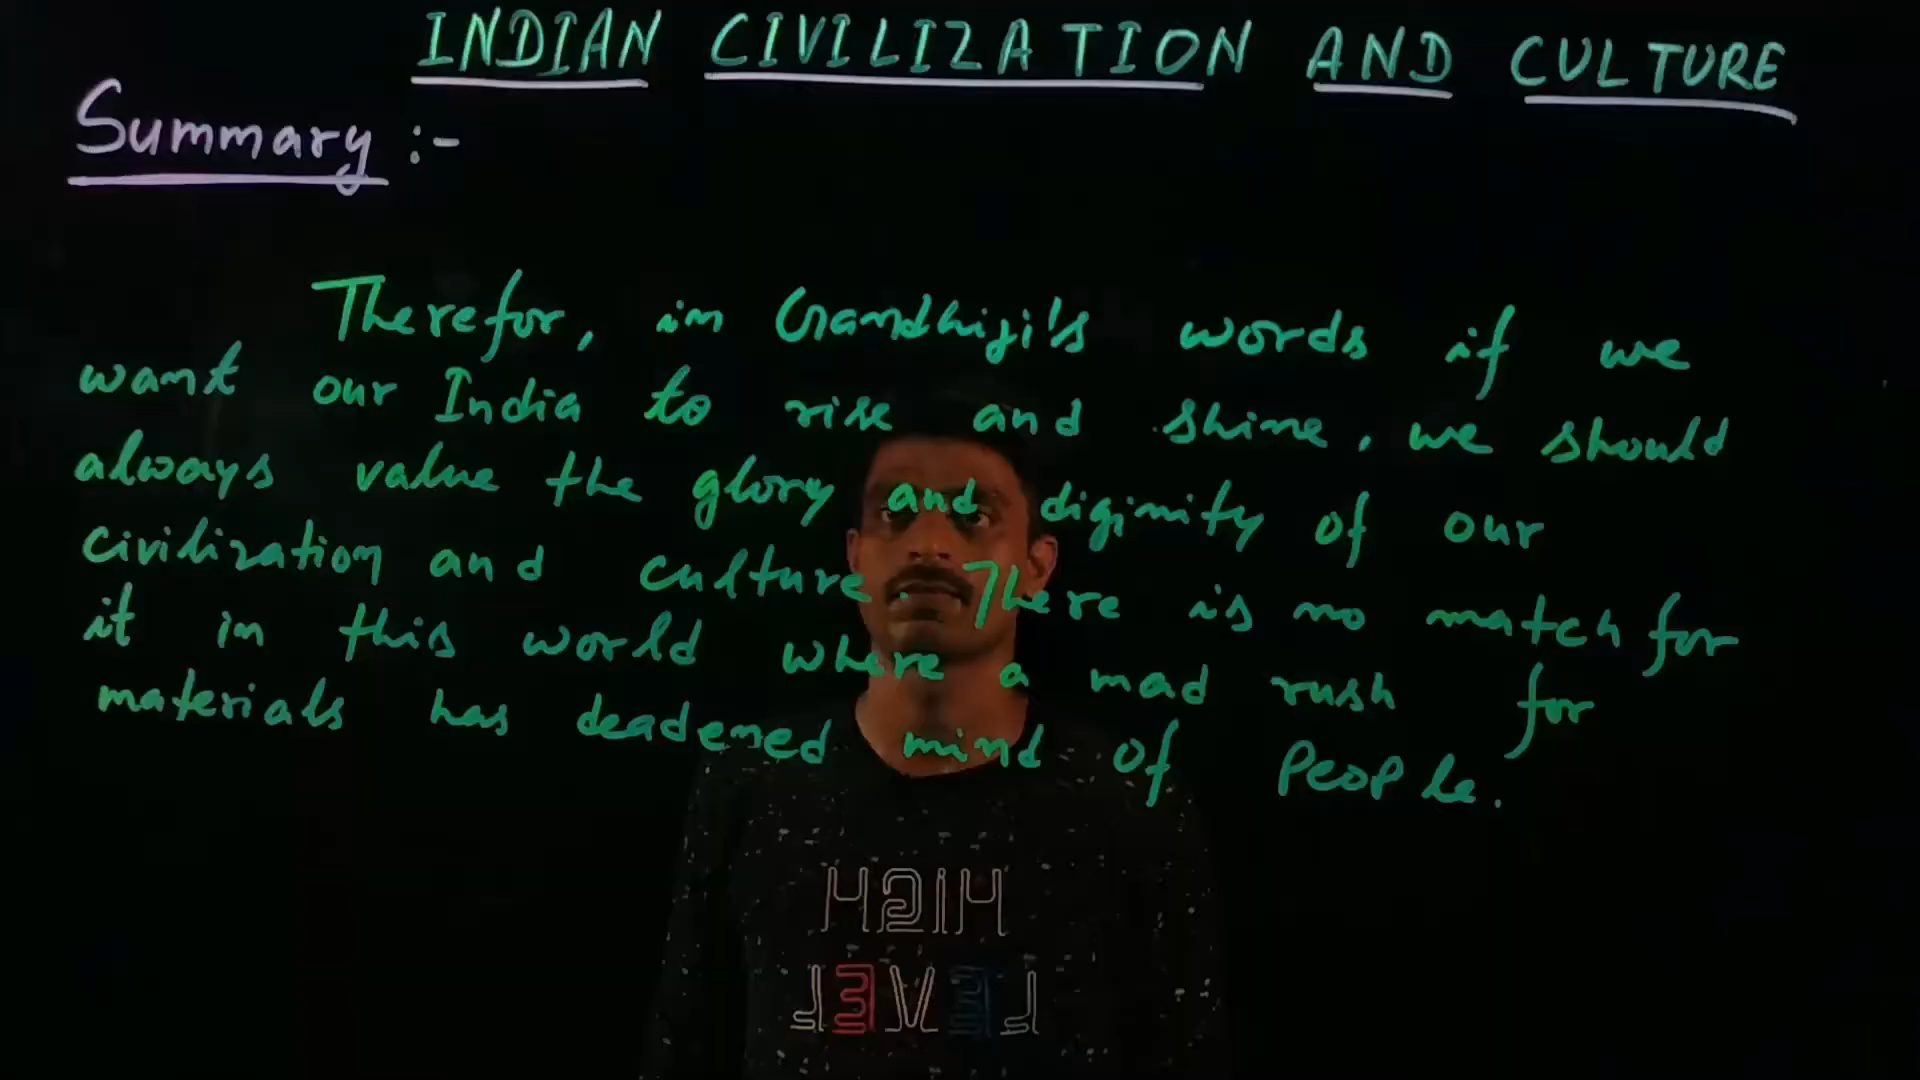 INDIAN CIVILIZATION AND CULTURE
Summary :-
Therefor, in Gandhiji's words if we
want our India to rise and shine, we should
always value the glory and diginity of our
civilization and culture. There is no match for
it in this world where a mad rush for
materials has deadened mind of People.
HIGH
LEVEL